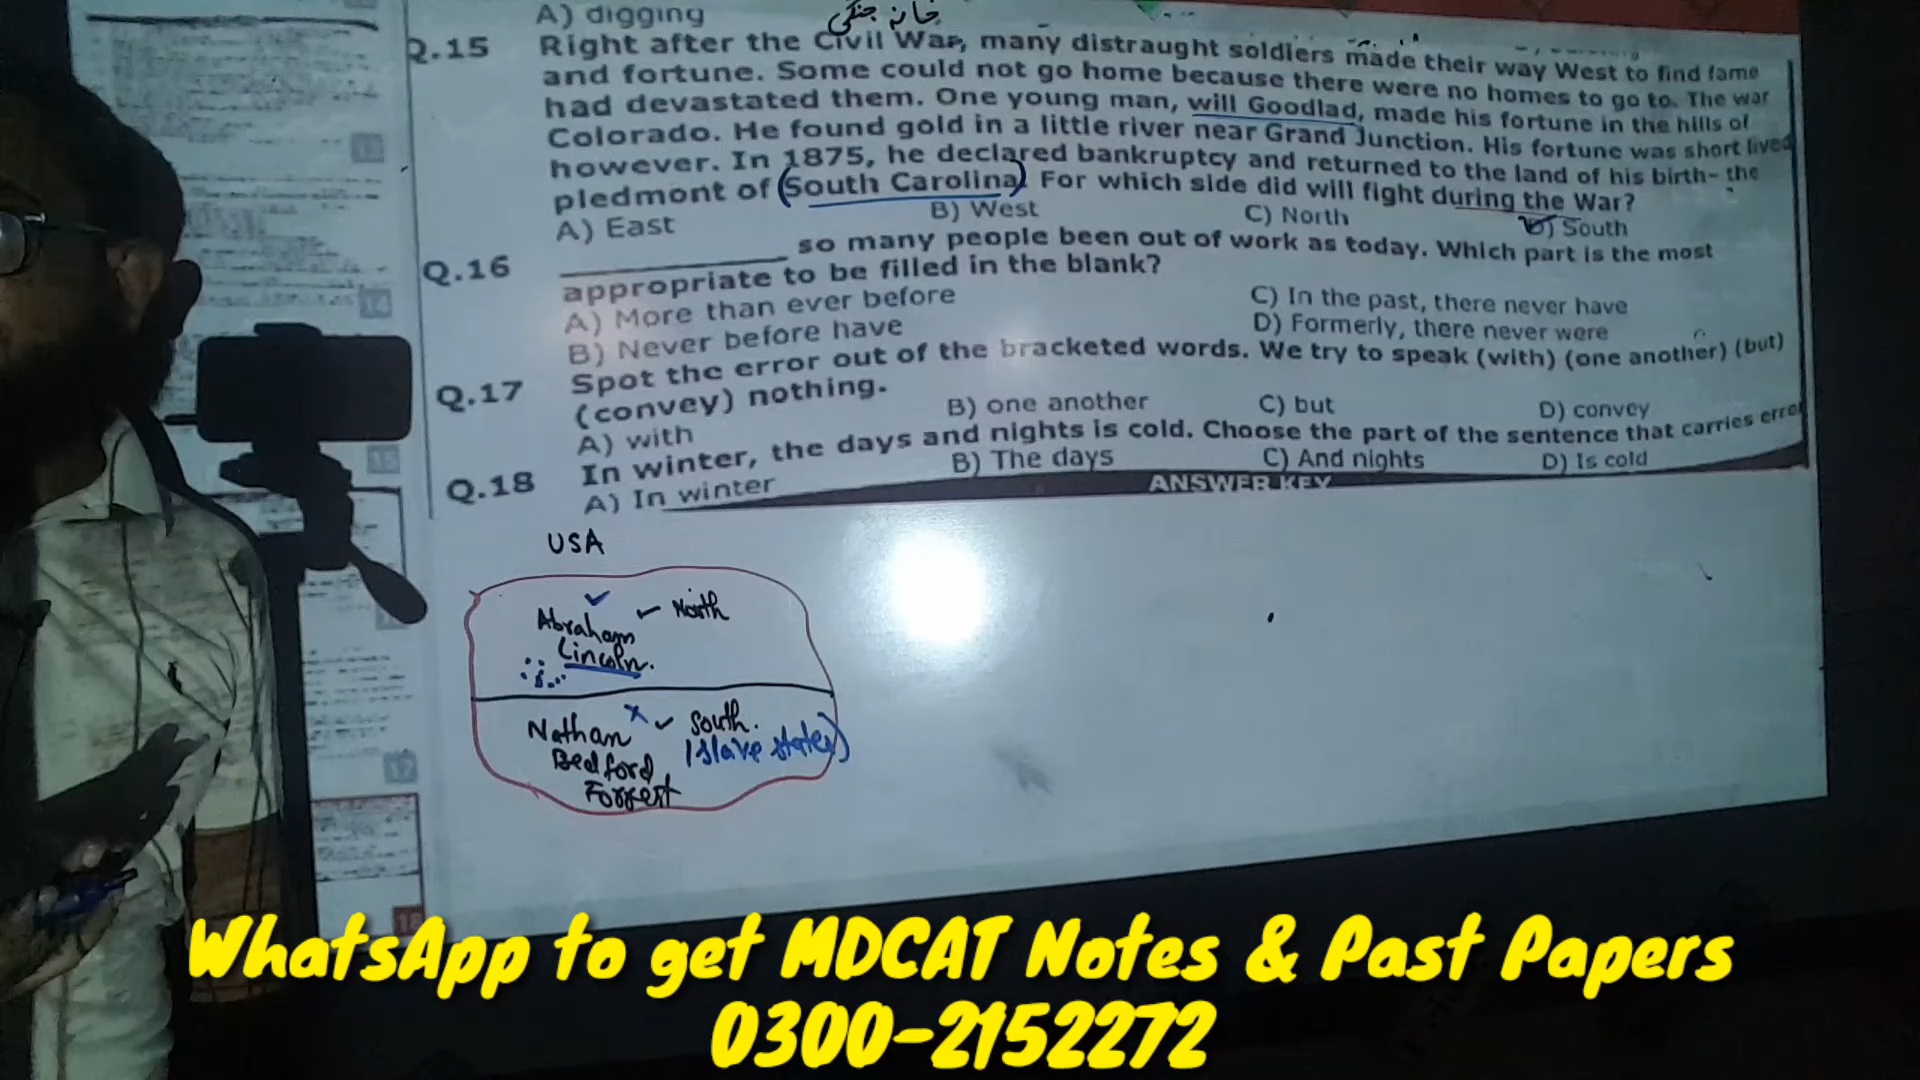 A) digging
خانہ جنگی
Q.15 Right after the Civil War, many distraught soldiers made their way West to find fame
and fortune. Some could not go home because there were no homes to go to. The war
had devastated them. One young man, will Goodlad, made his fortune in the hills of
Colorado. He found gold in a little river near Grand Junction. His fortune was short lived
however. In 1875, he declared bankruptcy and returned to the land of his birth- the
piedmont of (South Carolina). For which side did will fight during the War?
A) East B) West C) North D) South
Q.16 __________ so many people been out of work as today. Which part is the most
appropriate to be filled in the blank?
A) More than ever before C) In the past, there never have
B) Never before have D) Formerly, there never were
Q.17 Spot the error out of the bracketed words. We try to speak (with) (one another) (but)
(convey) nothing.
A) with B) one another C) but D) convey
Q.18 In winter, the days and nights is cold. Choose the part of the sentence that carries error
A) In winter B) The days C) And nights D) Is cold
ANSWER KEY
USA
Abraham North
Lincoln.
Nathan South.
Bedford (slave states)
Forrest
13
14
15
17
18
WhatsApp to get MDCAT Notes & Past Papers
0300-2152272